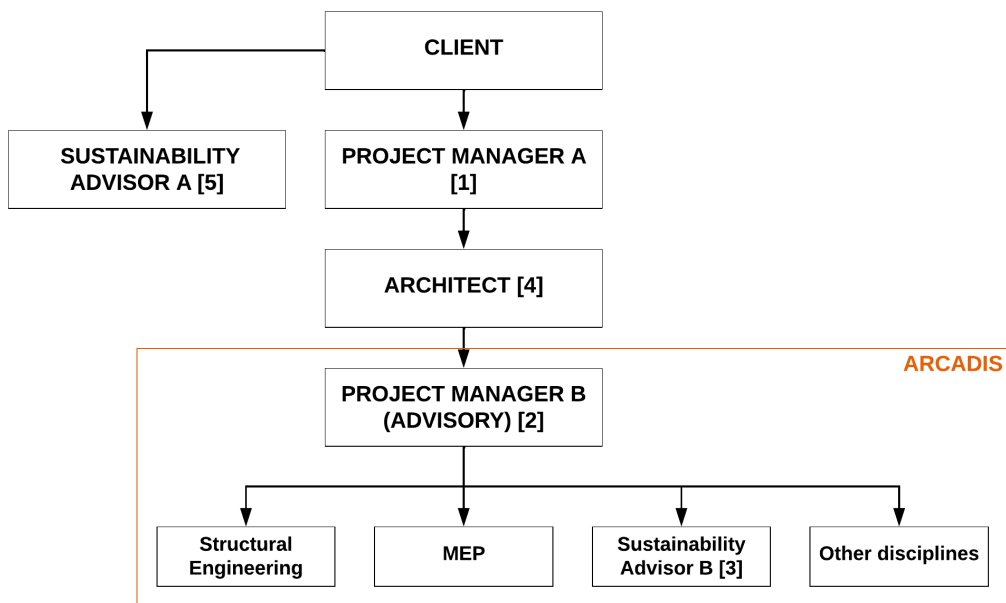 CLIENT
SUSTAINABILITY
ADVISOR A [5]
PROJECT MANAGER A
[1]
ARCHITECT [4]
ARCADIS
PROJECT MANAGER B
(ADVISORY) [2]
Structural
Engineering
MEP
Sustainability
Advisor B [3]
Other disciplines